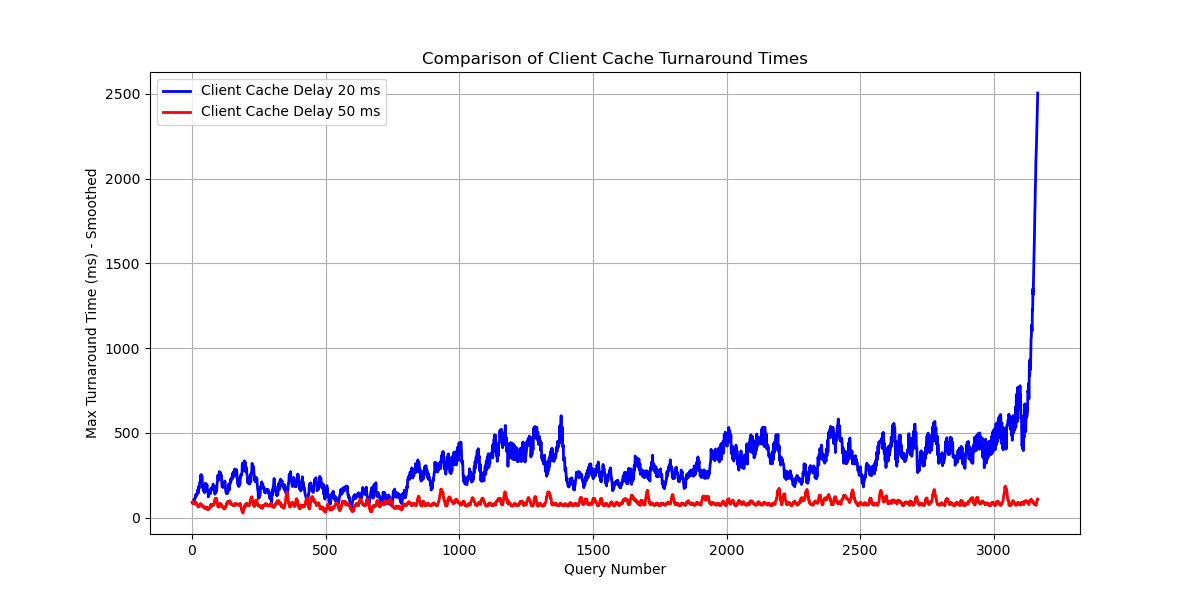 Comparison of Client Cache Turnaround Times
Client Cache Delay 20 ms
Client Cache Delay 50 ms
Max Turnaround Time (ms) - Smoothed
2500
2000
1500
1000
500
0
0 500 1000 1500 2000 2500 3000
Query Number